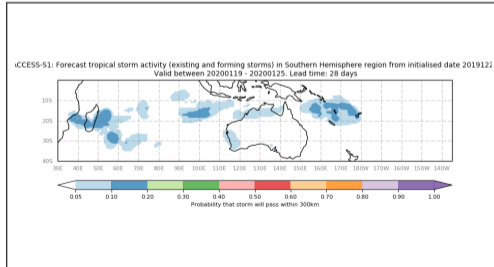 ACCESS-S1: Forecast tropical storm activity (existing and forming storms) in Southern Hemisphere region from initialised date 2019122
Valid between 20200119 - 20200125. Lead time: 28 days
10S
20S
30S
40S
30E 40E 50E 60E 70E 80E 90E 100E 110E 120E 130E 140E 150E 160E 170E 180W 170W 160W 150W 140W
0.05 0.10 0.20 0.30 0.40 0.50 0.60 0.70 0.80 0.90 1.00
Probability that storm will pass within 300km